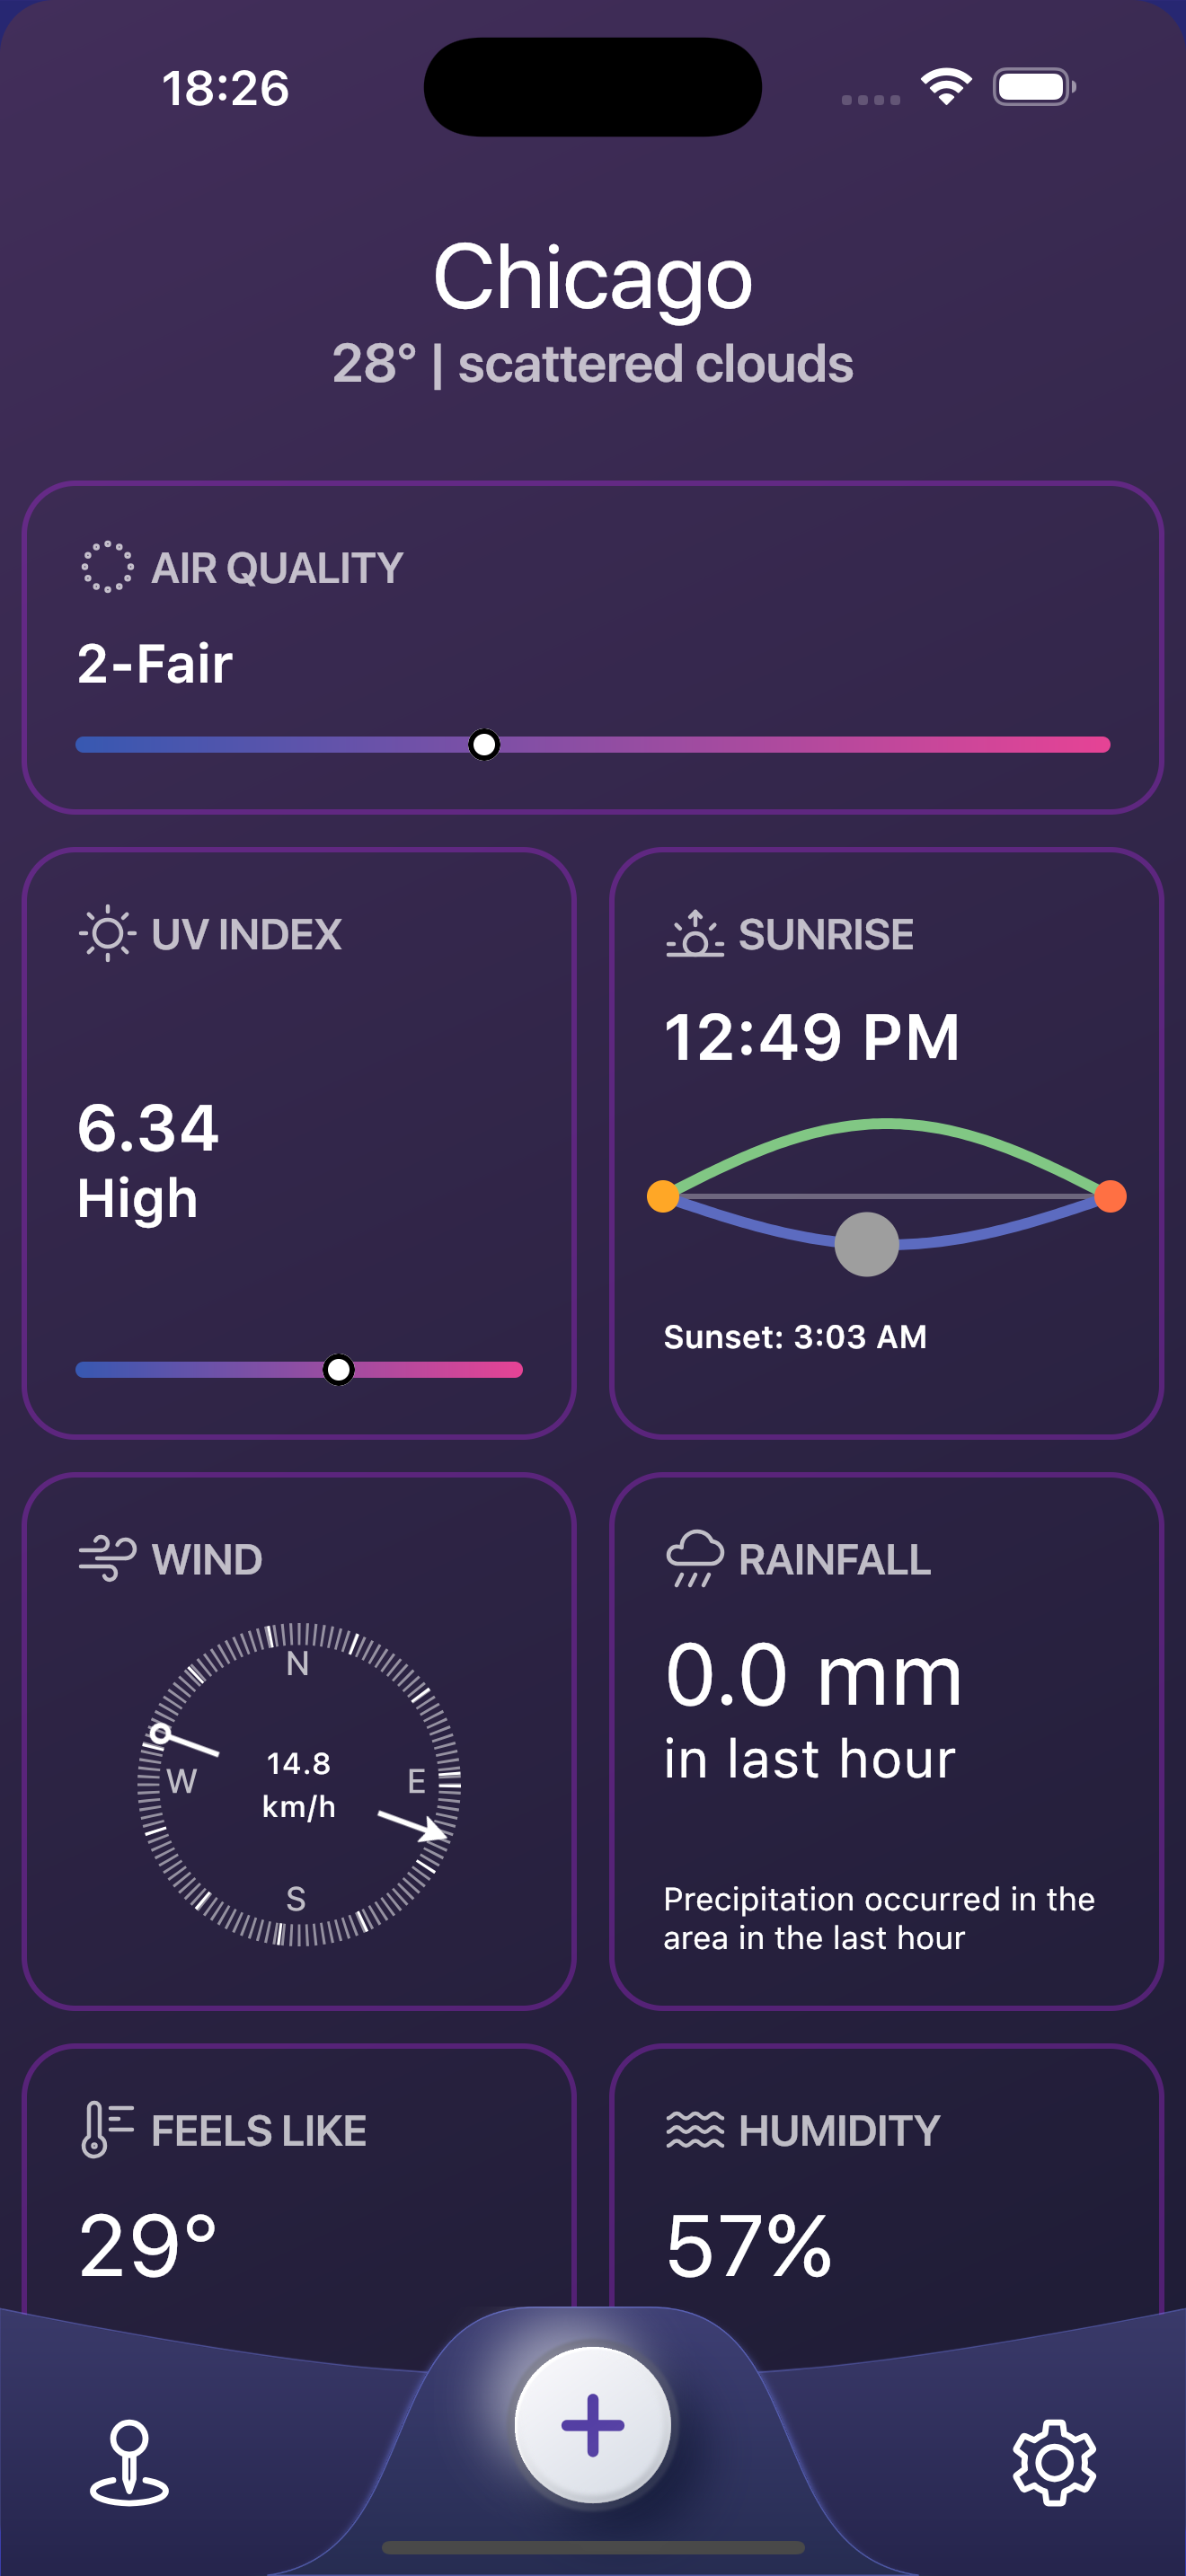 18:26
Chicago
28° | scattered clouds
AIR QUALITY
2-Fair
UV INDEX
6.34
High
SUNRISE
12:49 PM
Sunset: 3:03 AM
WIND
N
W
E
S
14.8
km/h
RAINFALL
0.0 mm
in last hour
Precipitation occurred in the
area in the last hour
FEELS LIKE
29°
HUMIDITY
57%